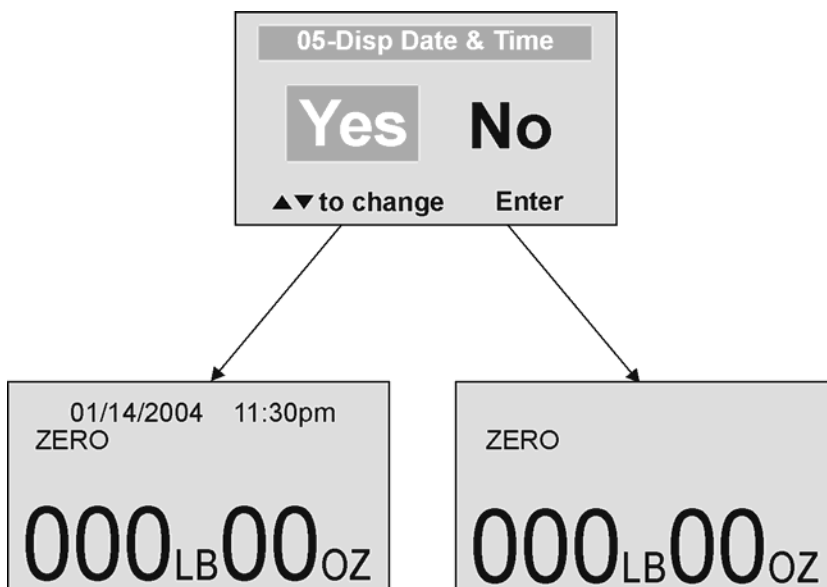 05-Disp Date & Time
Yes No
▲▼ to change Enter
01/14/2004 11:30pm
ZERO
000LB00OZ
ZERO
000LB00OZ